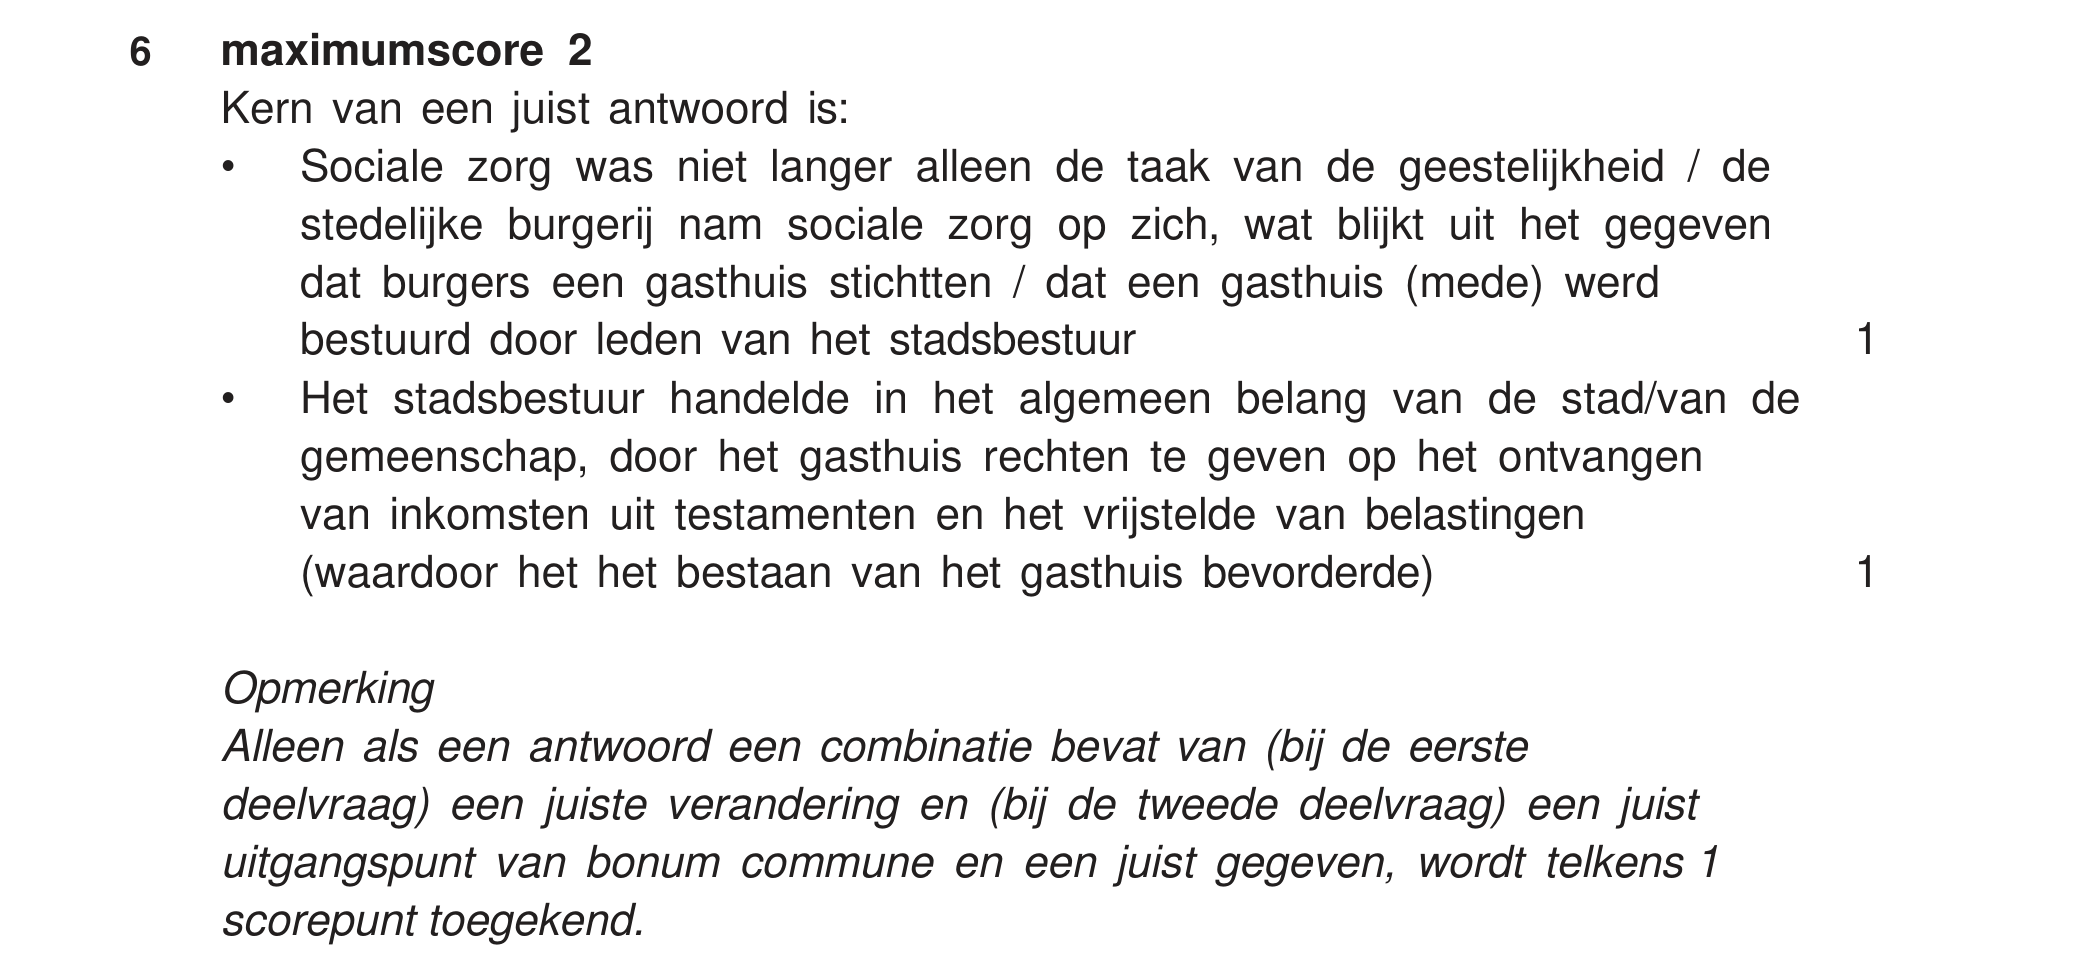 6 maximumscore 2
Kern van een juist antwoord is:
• Sociale zorg was niet langer alleen de taak van de geestelijkheid / de
stedelijke burgerij nam sociale zorg op zich, wat blijkt uit het gegeven
dat burgers een gasthuis stichtten / dat een gasthuis (mede) werd
bestuurd door leden van het stadsbestuur 1
• Het stadsbestuur handelde in het algemeen belang van de stad/van de
gemeenschap, door het gasthuis rechten te geven op het ontvangen
van inkomsten uit testamenten en het vrijstelde van belastingen
(waardoor het het bestaan van het gasthuis bevorderde) 1
Opmerking
Alleen als een antwoord een combinatie bevat van (bij de eerste
deelvraag) een juiste verandering en (bij de tweede deelvraag) een juist
uitgangspunt van bonum commune en een juist gegeven, wordt telkens 1
scorepunt toegekend.